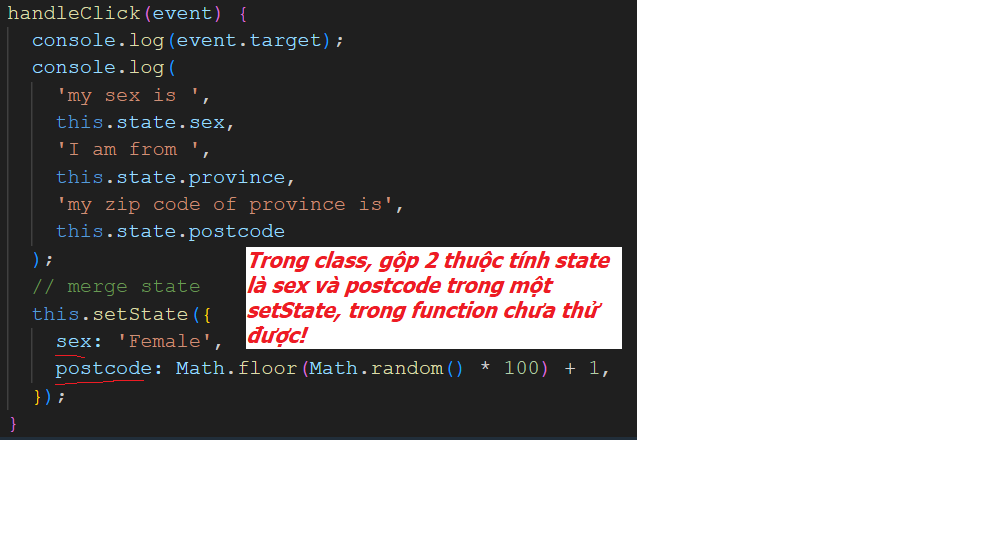 handleClick(event) {
console.log(event.target);
console.log(
'my sex is ',
this.state.sex,
'I am from ',
this.state.province,
'my zip code of province is',
this.state.postcode
);
// merge state
this.setState({
sex: 'Female',
postcode: Math.floor(Math.random() * 100) + 1,
});
}
Trong class, gộp 2 thuộc tính state
là sex và postcode trong một
setState, trong function chưa thử
được!